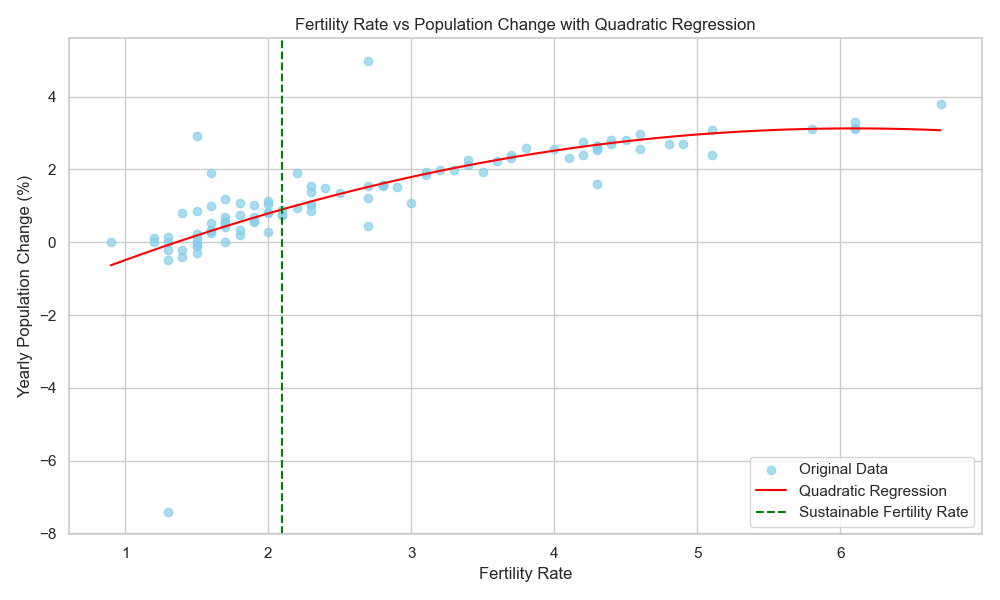 Fertility Rate vs Population Change with Quadratic Regression
Yearly Population Change (%)
4
2
0
−2
−4
−6
−8
1 2 3 4 5 6
Fertility Rate
Original Data
Quadratic Regression
Sustainable Fertility Rate